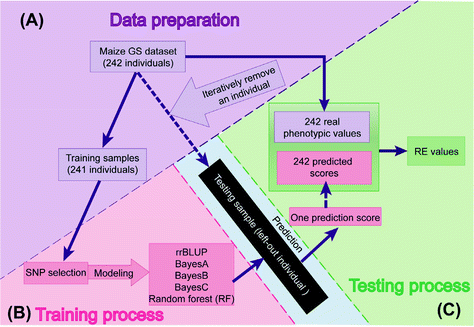 (A)
Data preparation
Maize GS dataset
(242 individuals)
Iteratively remove
an individual
242 real
phenotypic values
242 predicted
scores
RE values
Training samples
(241 individuals)
Testing sample (left-out individual )
Prediction
One prediction score
SNP selection
Modeling
rrBLUP
BayesA
BayesB
BayesC
Random forest (RF)
Testing process
(B) Training process
(C)